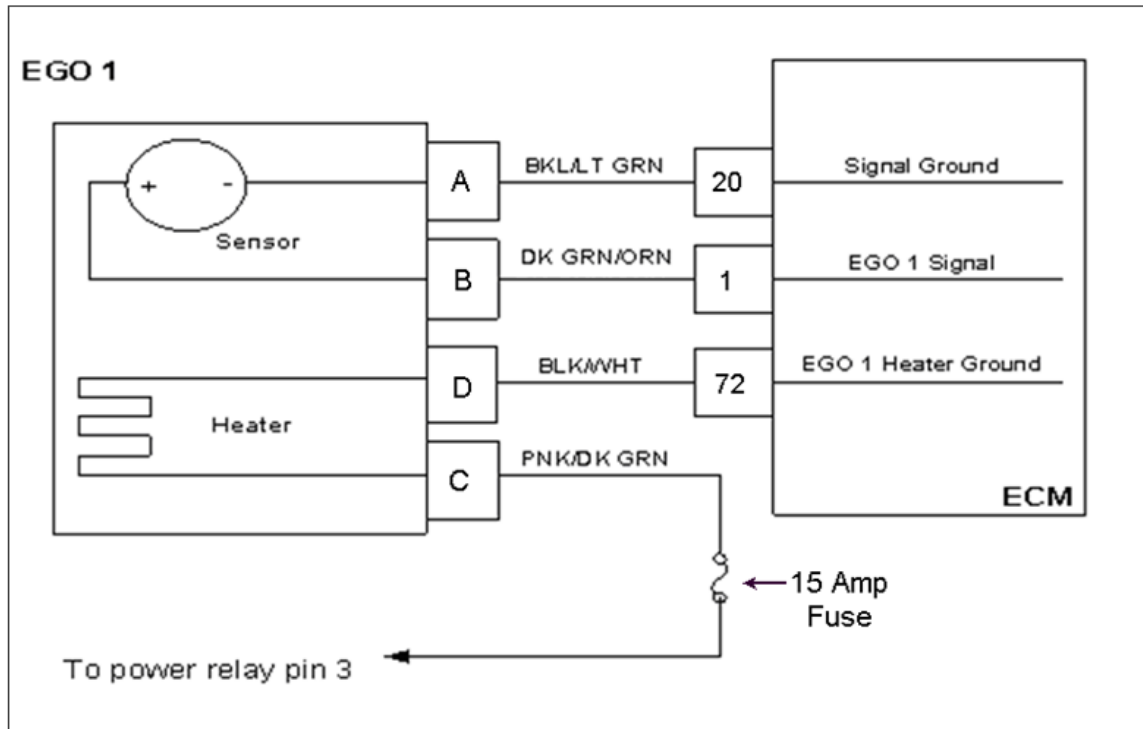 EGO 1
+
-
Sensor
Heater
A
B
D
C
BKL/LT GRN
DK GRN/ORN
BLK/WHT
PNK/DK GRN
20
1
72
Signal Ground
EGO 1 Signal
EGO 1 Heater Ground
ECM
15 Amp
Fuse
To power relay pin 3